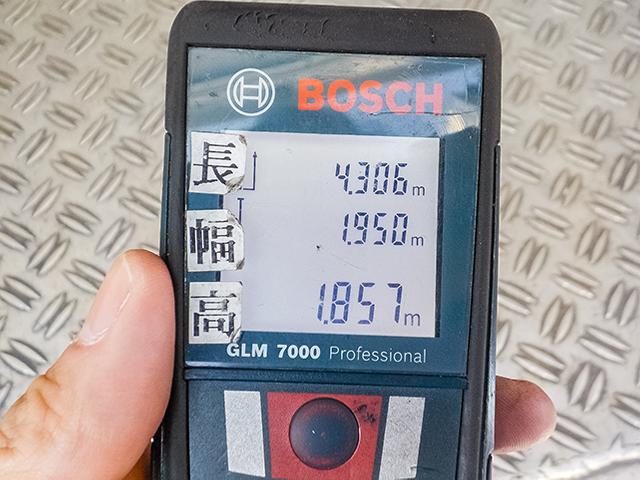 BOSCH
長 4.306 m
幅 1.950 m
高 1.857 m
GLM 7000 Professional